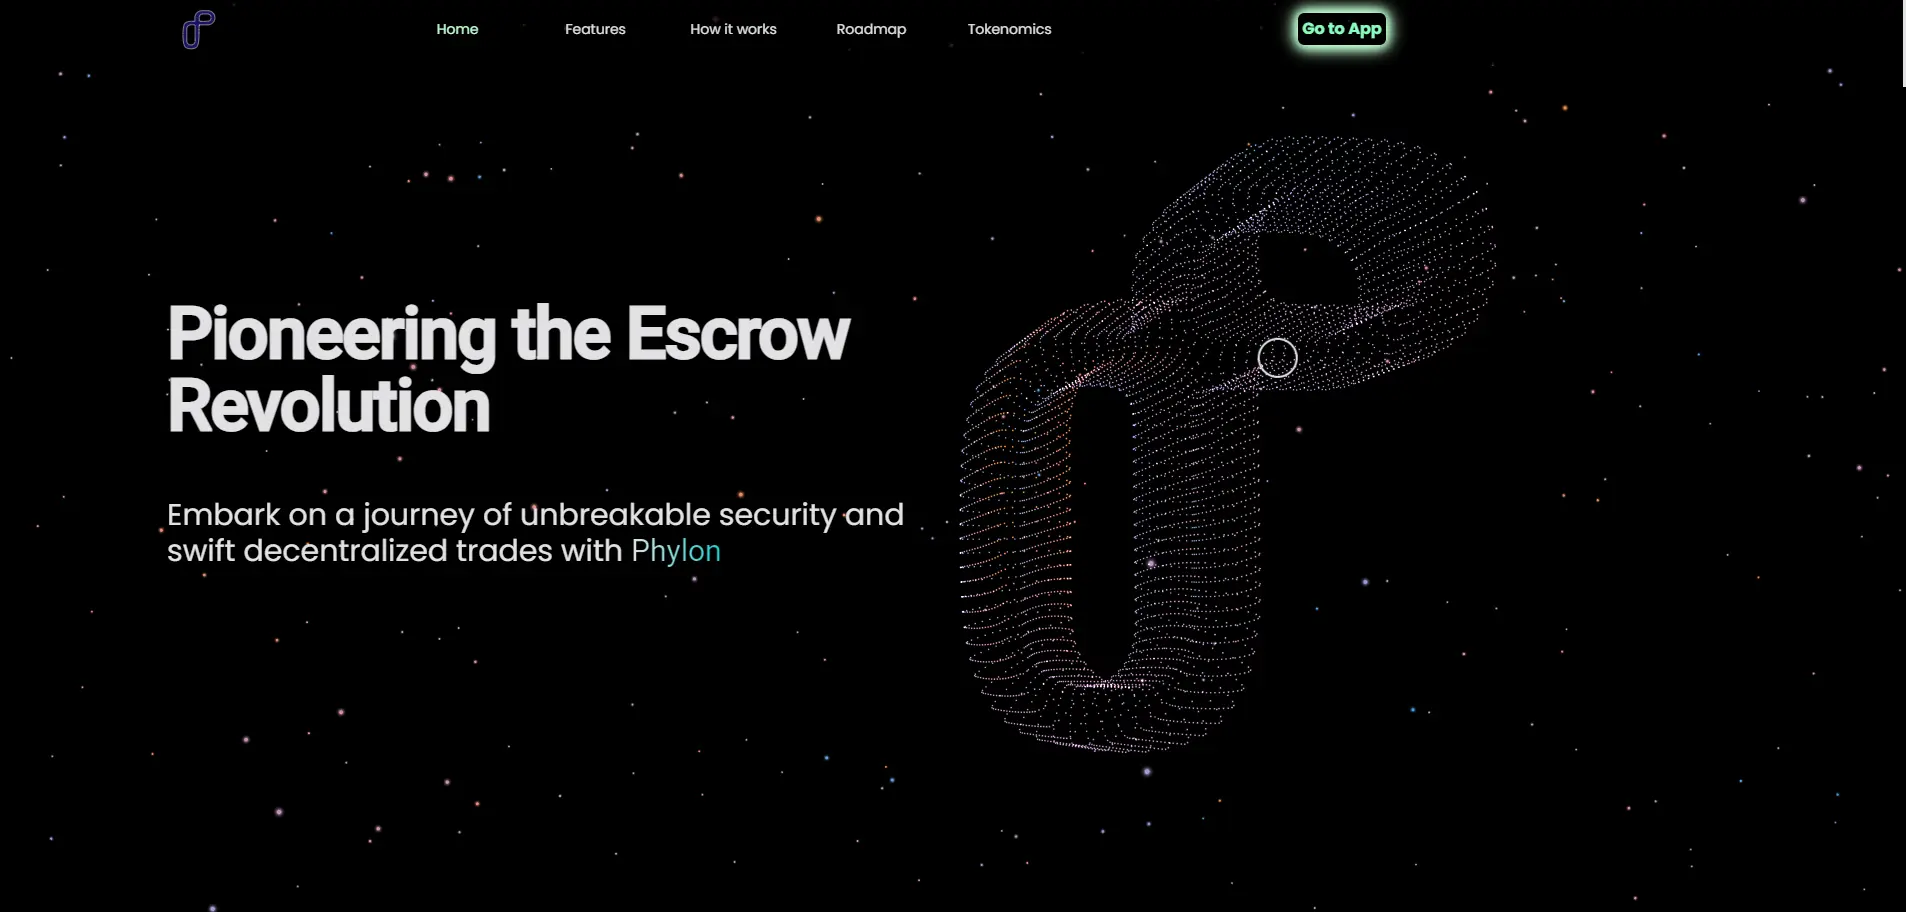 Home
Features
How it works
Roadmap
Tokenomics
Go to App
Pioneering the Escrow
Revolution
Embark on a journey of unbreakable security and
swift decentralized trades with Phylon